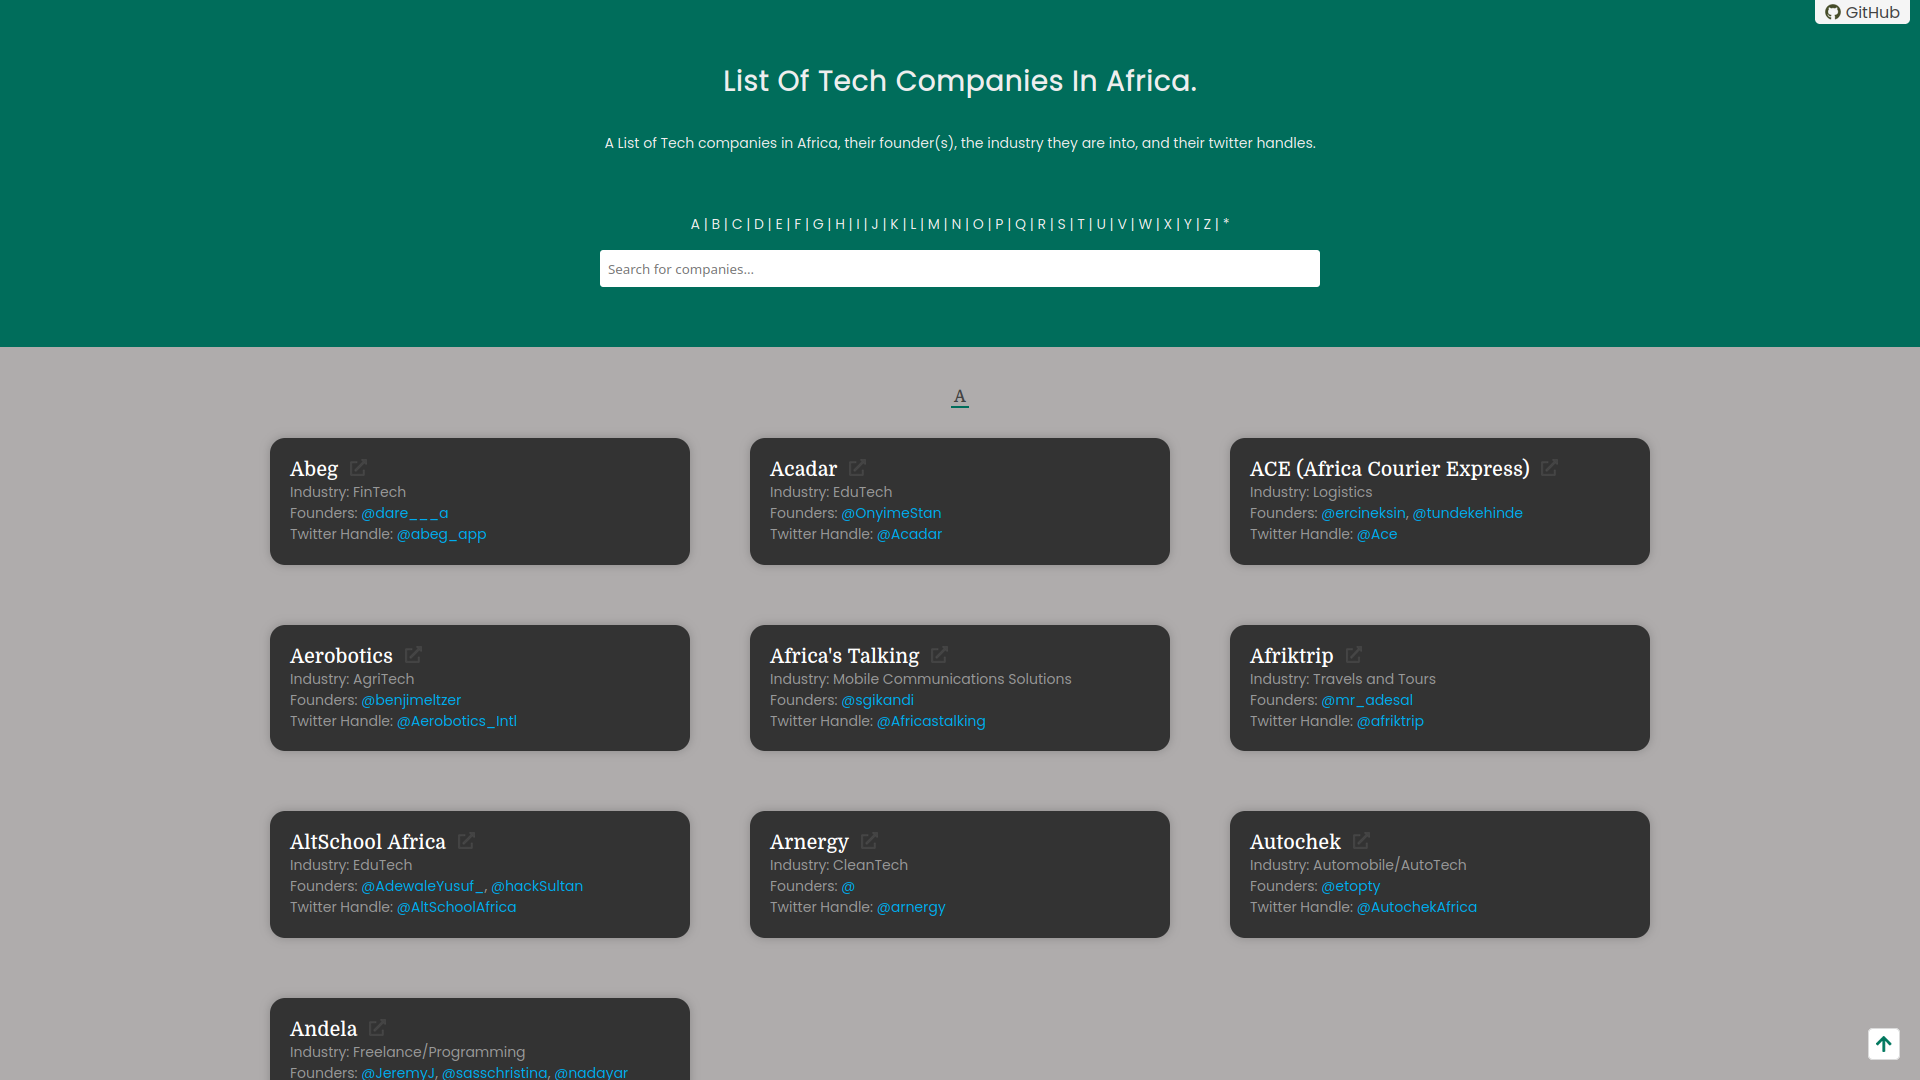 GitHub
List Of Tech Companies In Africa.
A List of Tech companies in Africa, their founder(s), the industry they are into, and their twitter handles.
A | B | C | D | E | F | G | H | I | J | K | L | M | N | O | P | Q | R | S | T | U | V | W | X | Y | Z | *
Search for companies...
A
Abeg
Industry: FinTech
Founders: @dare___a
Twitter Handle: @abeg_app
Acadar
Industry: EduTech
Founders: @OnyimeStan
Twitter Handle: @Acadar
ACE (Africa Courier Express)
Industry: Logistics
Founders: @ercineksin, @tundekehinde
Twitter Handle: @Ace
Aerobotics
Industry: AgriTech
Founders: @benjimeltzer
Twitter Handle: @Aerobotics_Intl
Africa's Talking
Industry: Mobile Communications Solutions
Founders: @sgikandi
Twitter Handle: @Africastalking
Afriktrip
Industry: Travels and Tours
Founders: @mr_adesal
Twitter Handle: @afriktrip
AltSchool Africa
Industry: EduTech
Founders: @AdewaleYusuf_, @hackSultan
Twitter Handle: @AltSchoolAfrica
Arnergy
Industry: CleanTech
Founders: @
Twitter Handle: @arnergy
Autochek
Industry: Automobile/AutoTech
Founders: @etopty
Twitter Handle: @AutochekAfrica
Andela
Industry: Freelance/Programming
Founders: @JeremyJ, @sasschristina, @nadayar